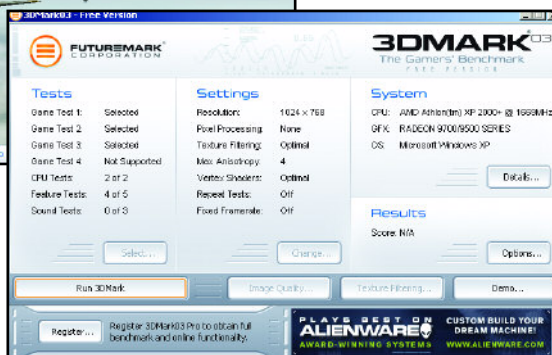 3DMark03 - Free Version
FUTUREMARK
CORPORATION
3DMARK03
The Gamers' Benchmark
FREE VERSION
Tests
Game Test 1: Selected
Game Test 2 Selected
Game Test 3: Selected
Game Test 4 Not Supported
CPU Tests: 2 of 2
Feature Tests: 4 of 5
Sound Tests: 0 of 3
Select...
Settings
Resolution: 1024 x 768
Pixel Processing: None
Texture Filtering: Optimal
Max Anisotropy: 4
Vertex Shaders: Optimal
Repeat Tests: Off
Fixed Framerate: Off
Change...
System
CPU: AMD Athlon(tm) XP 2000+ @ 1669MHz
GFX: RADEON 9700/9500 SERIES
OS: Microsoft Windows XP
Details...
Results
Score: N/A
Options...
Run 3DMark
Image Quality...
Texture Filtering...
Demo...
Register...
Register 3DMark03 Pro to obtain full
benchmark and online functionality.
PLAYS BEST ON
ALIENWARE
AWARD-WINNING SYSTEMS
CUSTOM BUILD YOUR
DREAM MACHINE!
WWW.ALIENWARE.COM